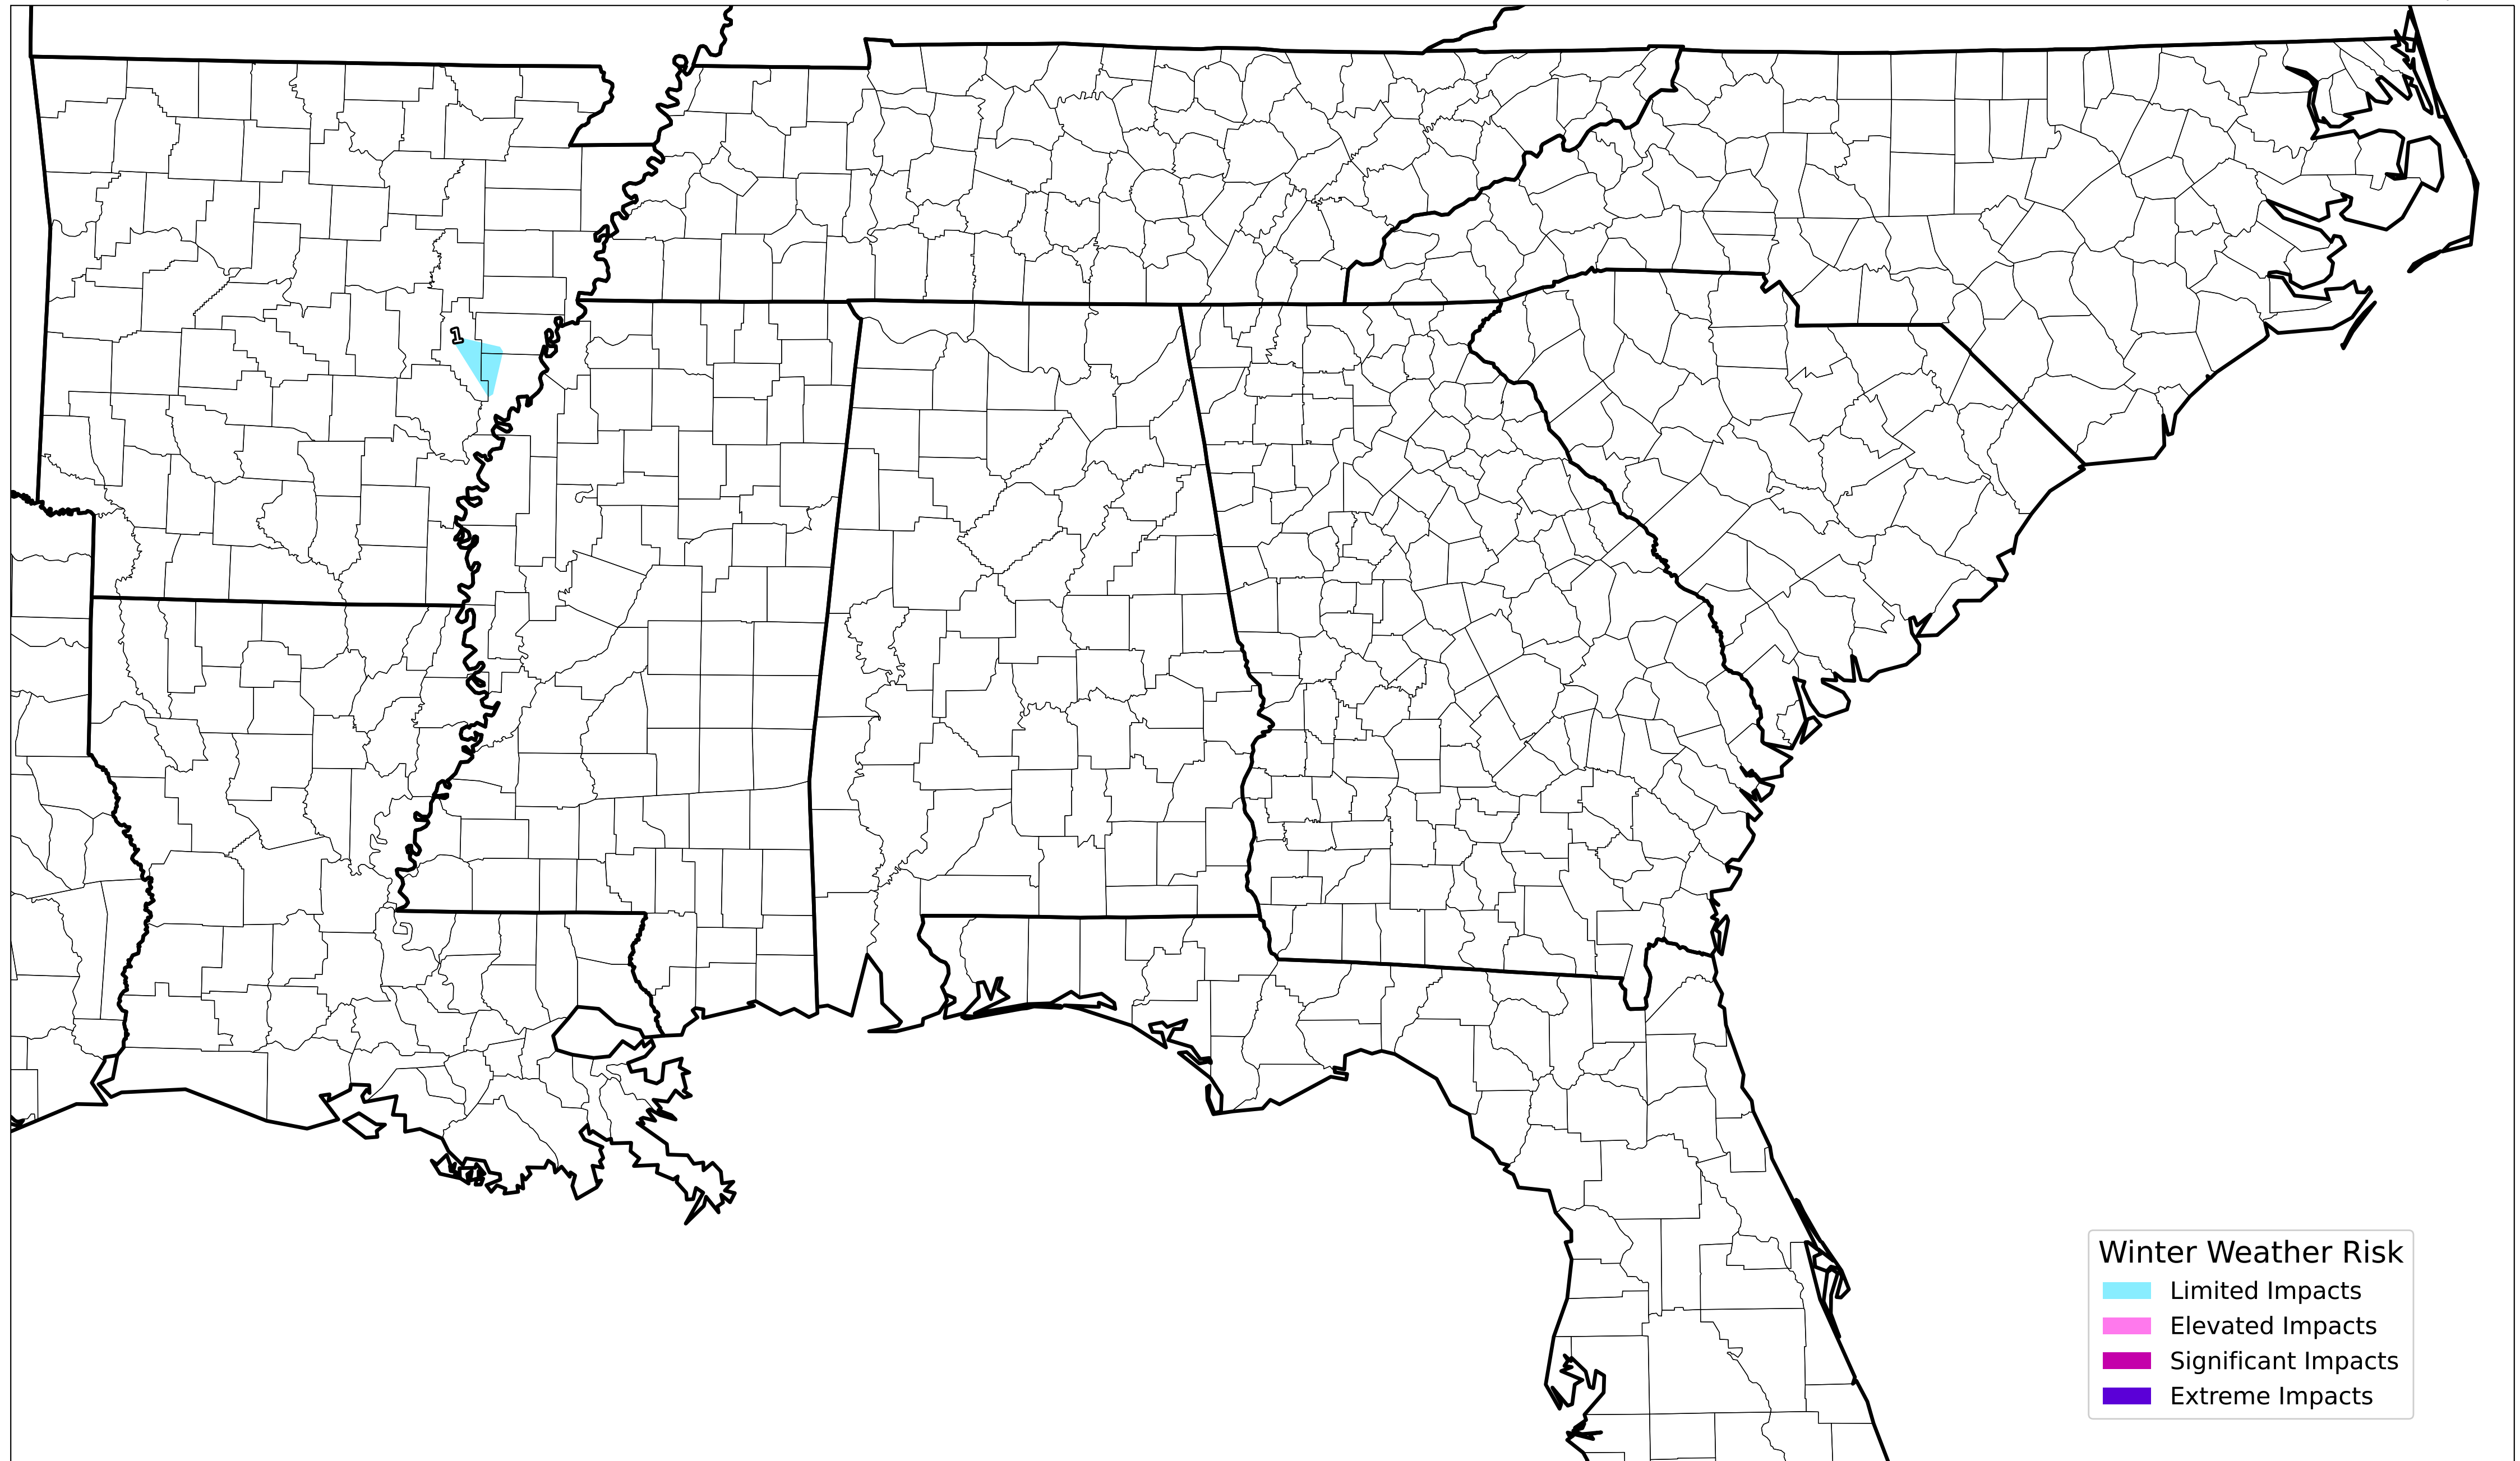 1
Winter Weather Risk
Limited Impacts
Elevated Impacts
Significant Impacts
Extreme Impacts